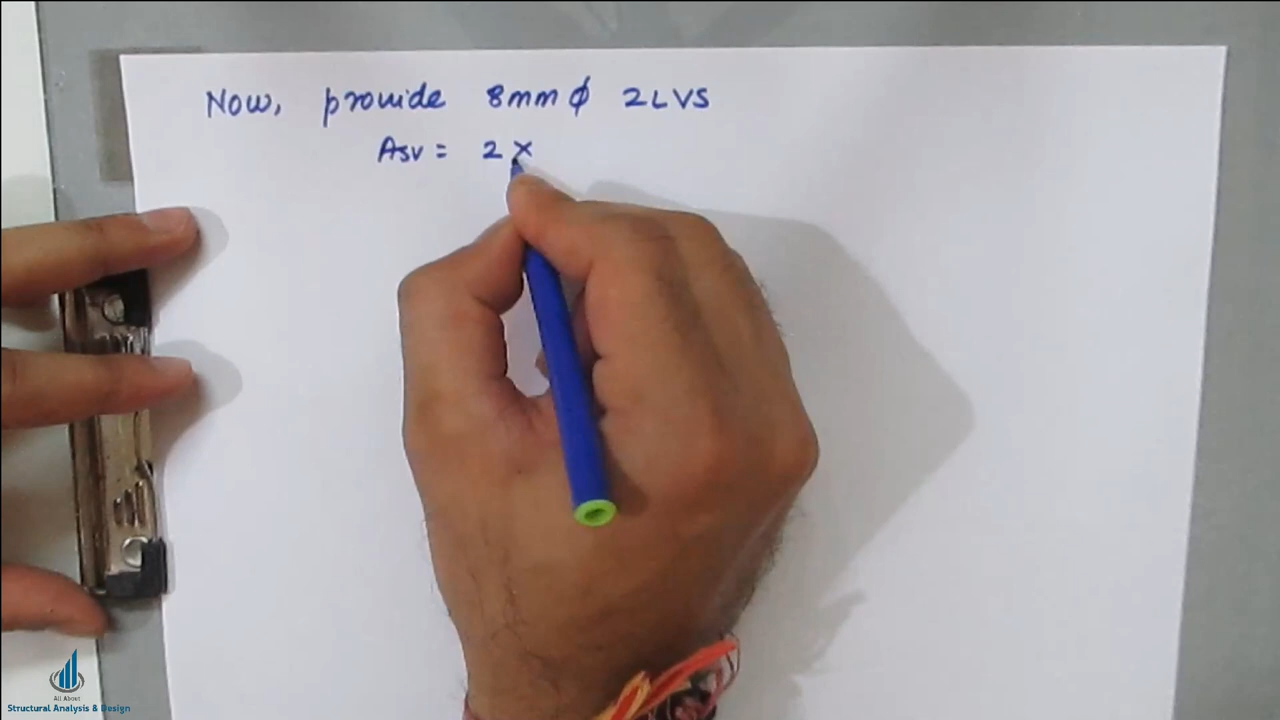 Now, provide 8mm ϕ 2LVS
Asv = 2 ×
All About
Structural Analysis & Design